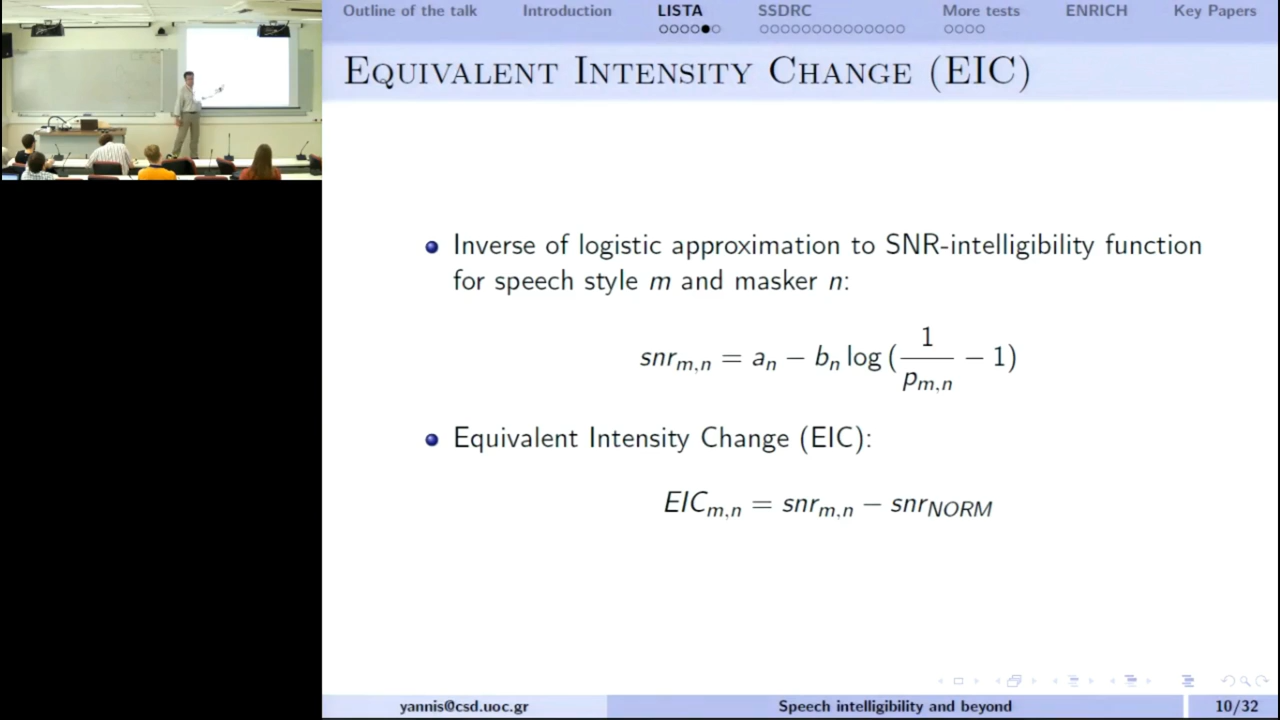 Outline of the talk Introduction LISTA SSDRC More tests ENRICH Key Papers
EQUIVALENT INTENSITY CHANGE (EIC)
Inverse of logistic approximation to SNR-intelligibility function
for speech style m and masker n:
snr_{m,n} = a_n − b_n log (1/p_{m,n} − 1)
Equivalent Intensity Change (EIC):
EIC_{m,n} = snr_{m,n} − snr_{NORM}
yannis@csd.uoc.gr Speech intelligibility and beyond 10/32